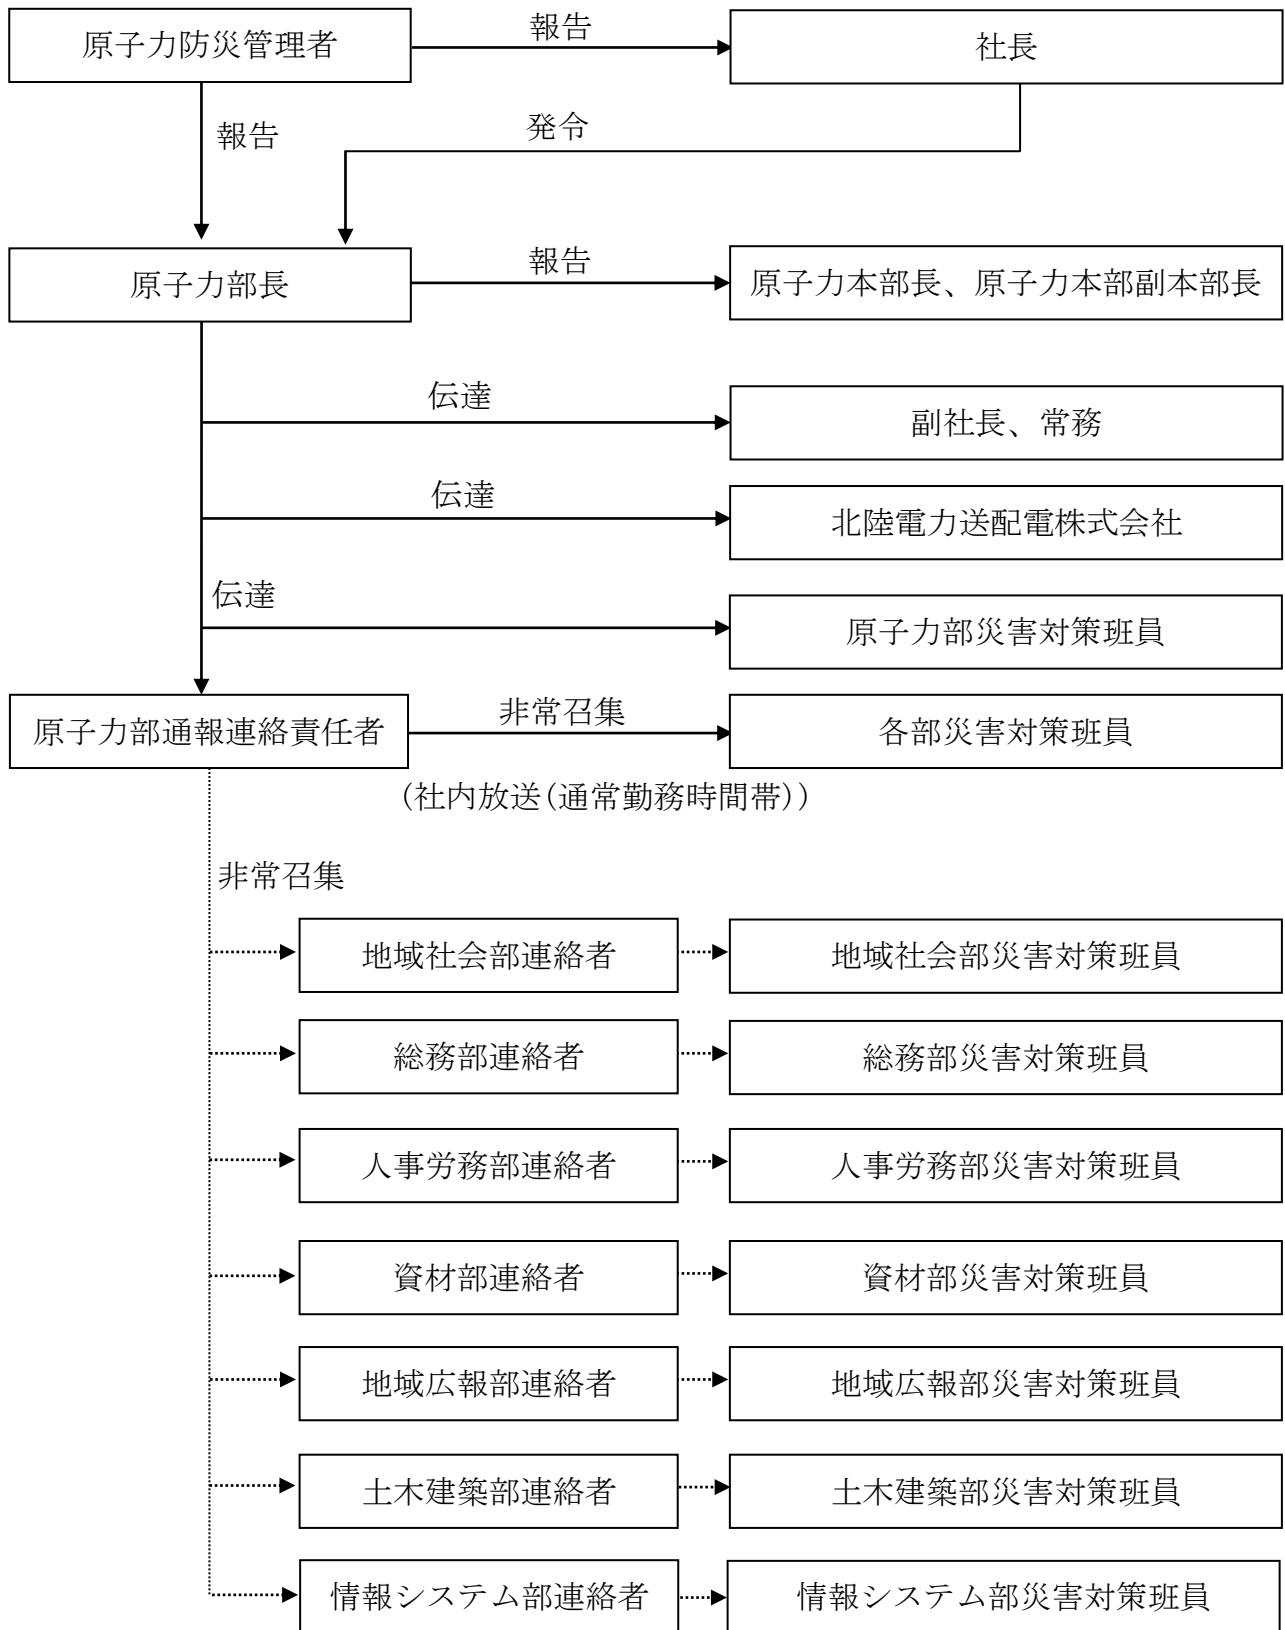 原子力防災管理者
報告
社長
報告
発令
原子力部長
報告
原子力本部長、原子力本部副本部長
伝達
副社長、常務
伝達
北陸電力送配電株式会社
伝達
原子力部災害対策班員
原子力部通報連絡責任者
非常召集
各部災害対策班員
(社内放送(通常勤務時間帯))
非常召集
地域社会部連絡者
地域社会部災害対策班員
総務部連絡者
総務部災害対策班員
人事労務部連絡者
人事労務部災害対策班員
資材部連絡者
資材部災害対策班員
地域広報部連絡者
地域広報部災害対策班員
土木建築部連絡者
土木建築部災害対策班員
情報システム部連絡者
情報システム部災害対策班員